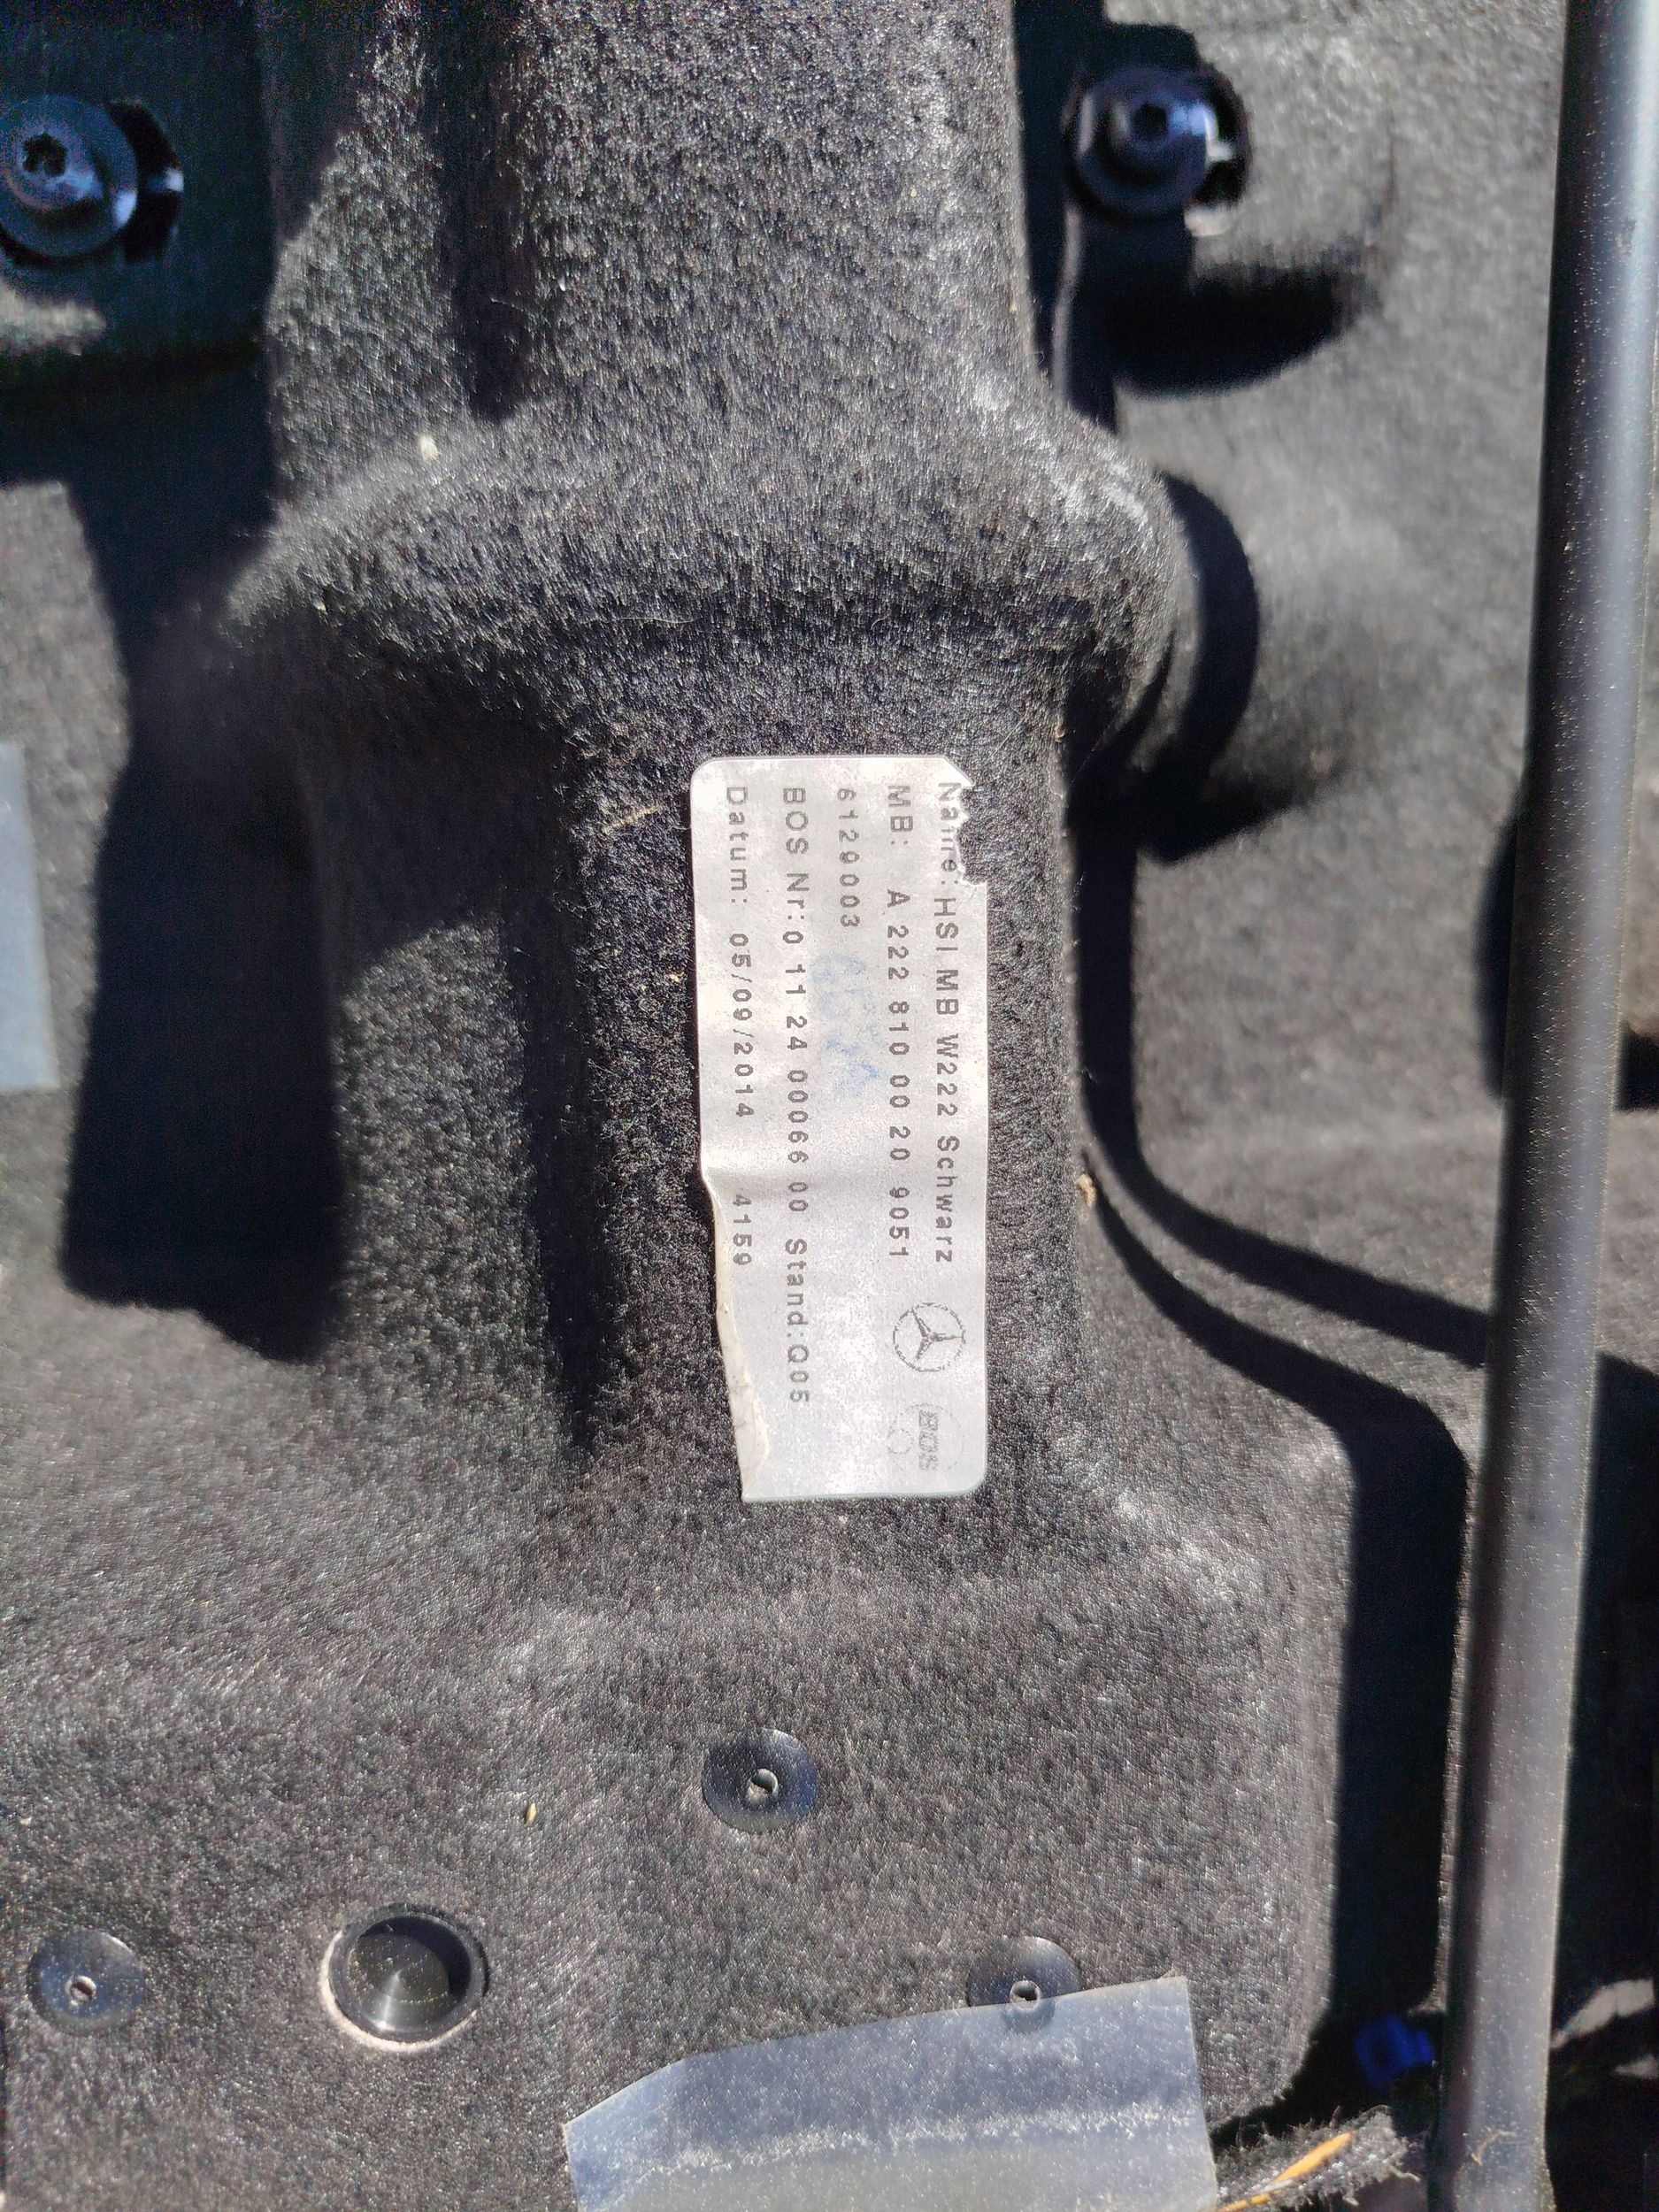 Name: HSI MB W222 Schwarz
MB: A 222 810 00 20 9051
6129003
BOS Nr: 0 11 24 00066 00 Stand: Q05
Datum: 05/09/2014 4159
BOS